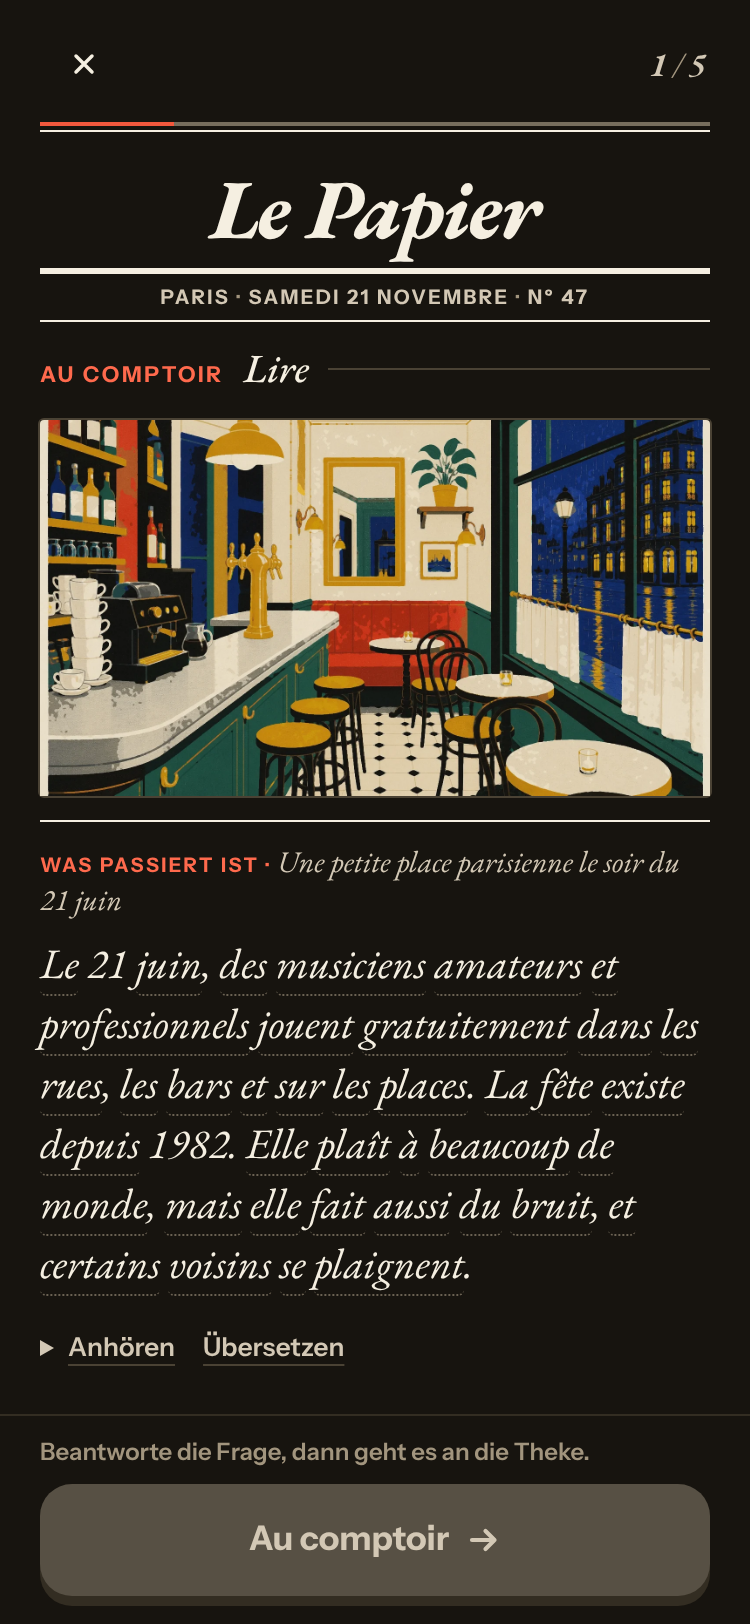 1 / 5
Le Papier
PARIS · SAMEDI 21 NOVEMBRE · N° 47
AU COMPTOIR Lire
WAS PASSIERT IST · Une petite place parisienne le soir du
21 juin
Le 21 juin, des musiciens amateurs et
professionnels jouent gratuitement dans les
rues, les bars et sur les places. La fête existe
depuis 1982. Elle plaît à beaucoup de
monde, mais elle fait aussi du bruit, et
certains voisins se plaignent.
Anhören Übersetzen
Beantworte die Frage, dann geht es an die Theke.
Au comptoir →